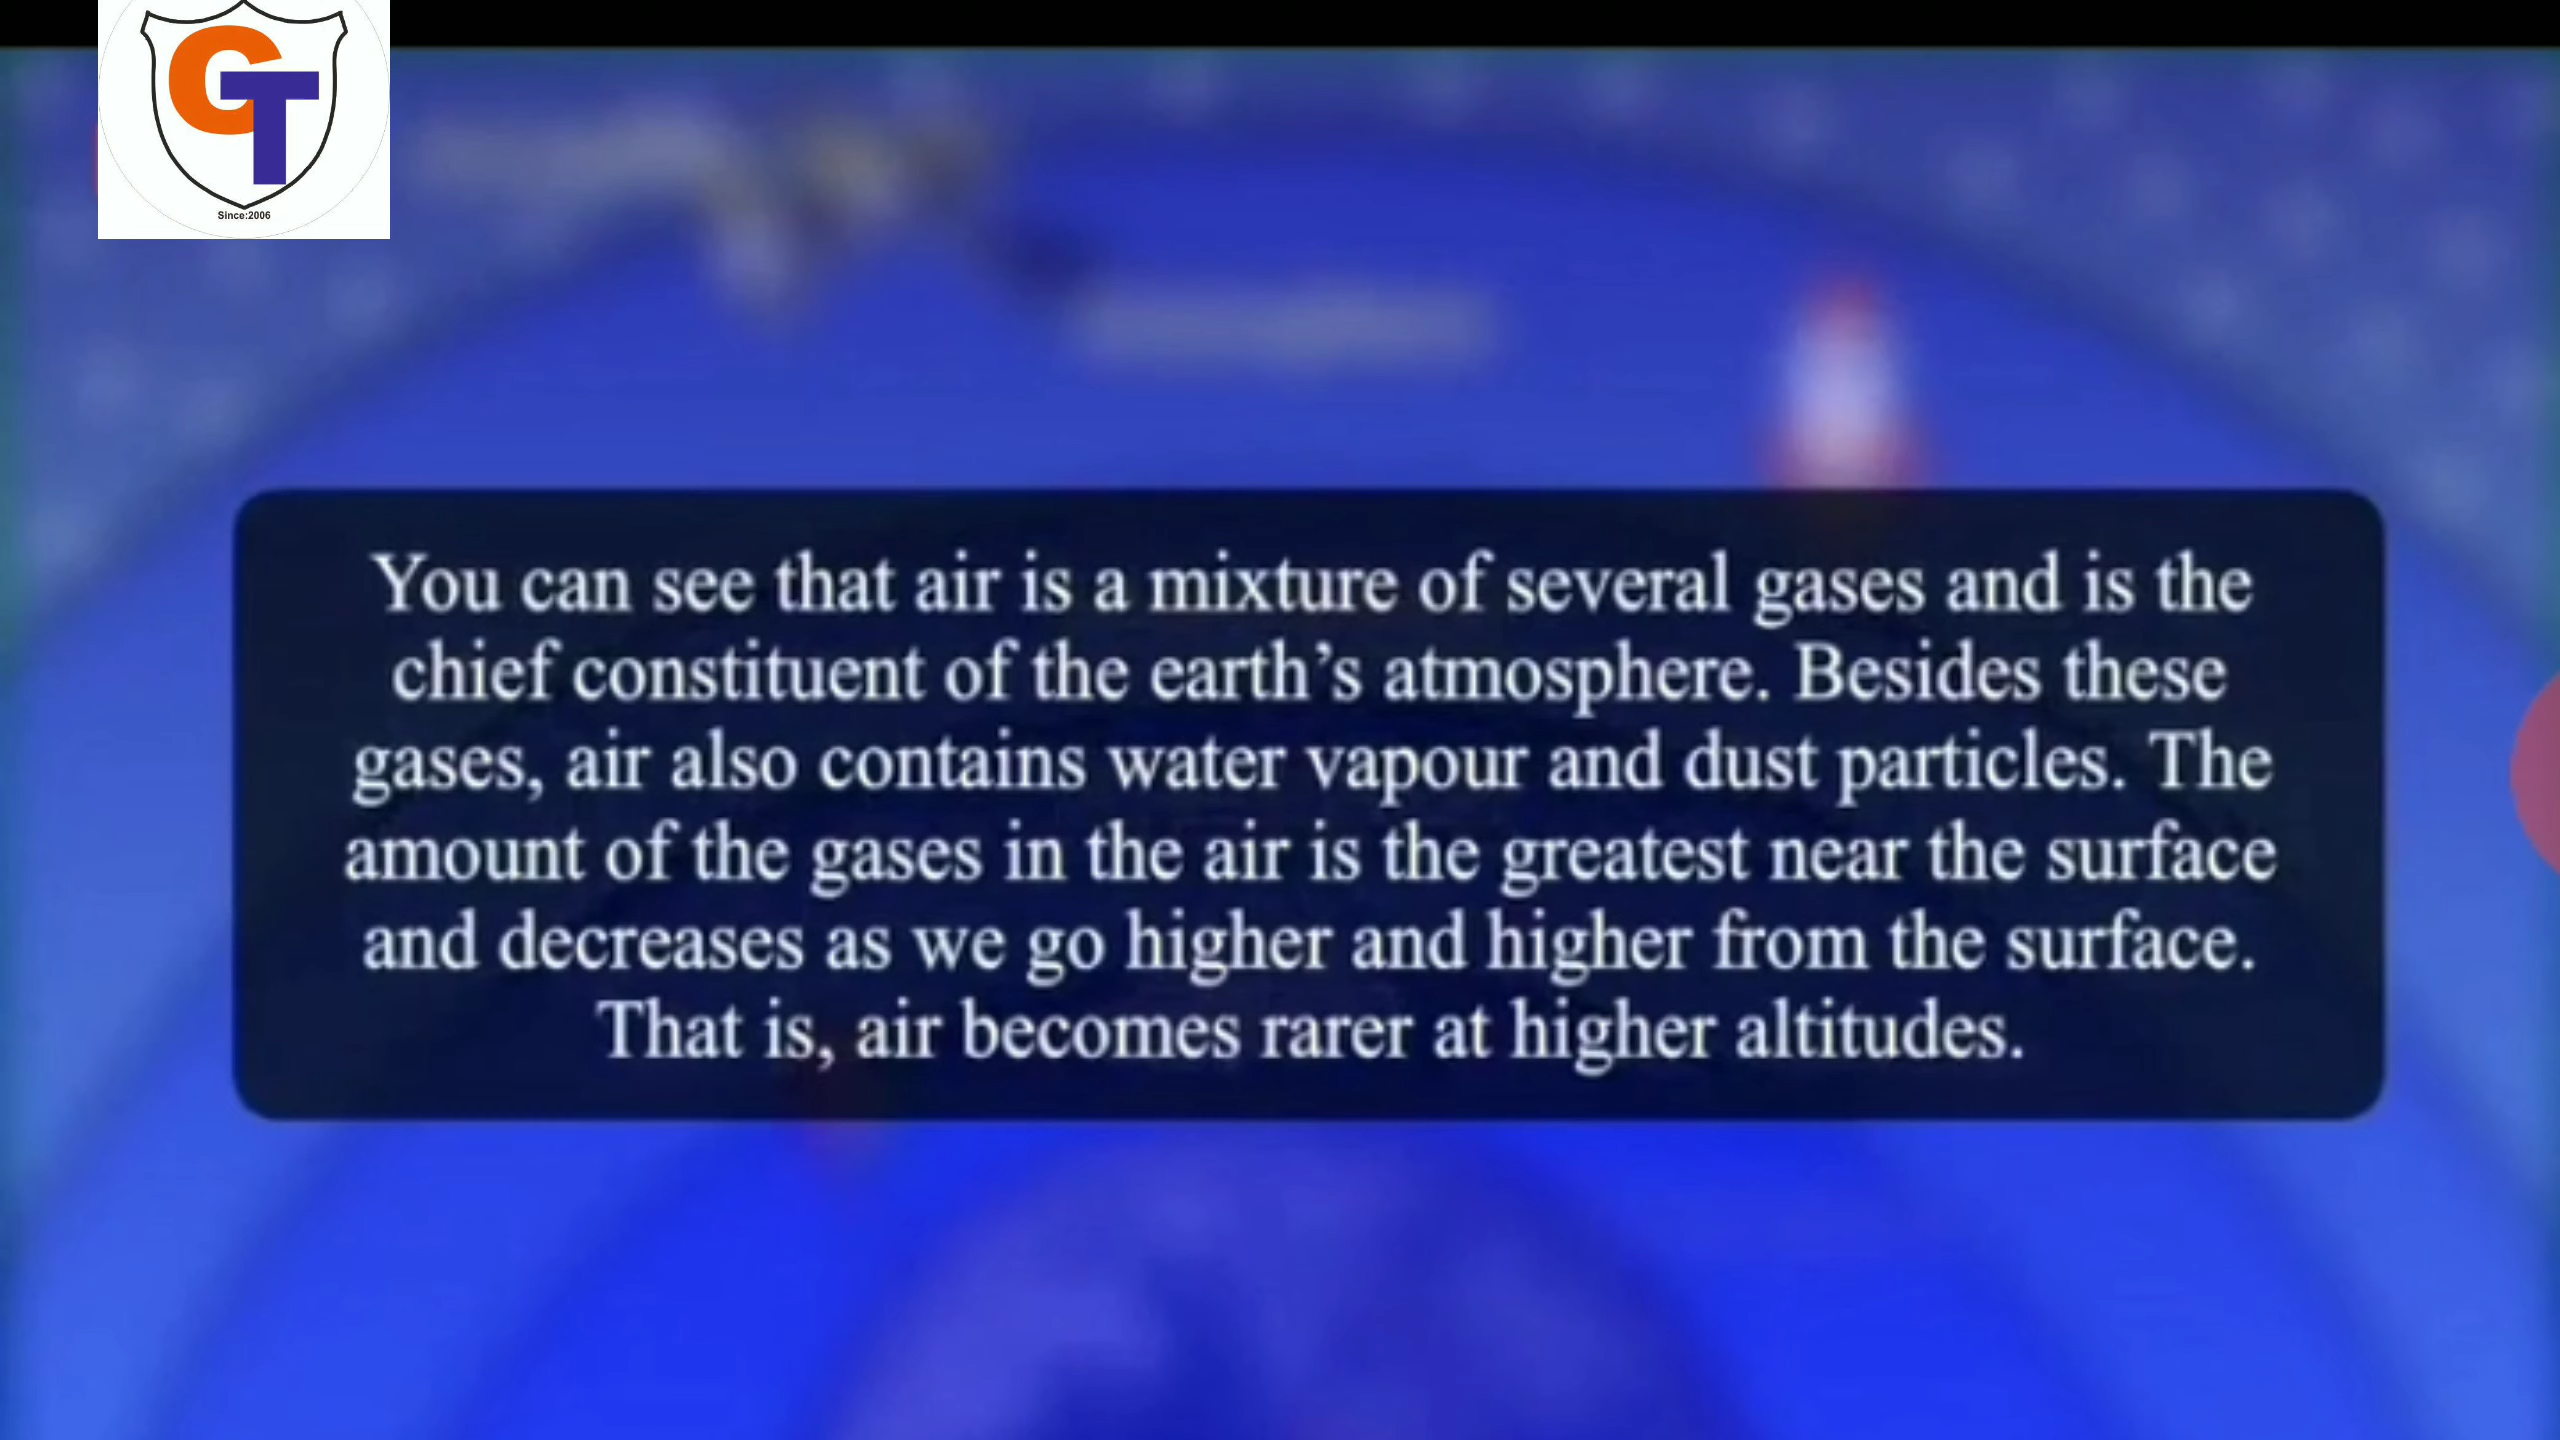 GT
Since:2006
You can see that air is a mixture of several gases and is the
chief constituent of the earth’s atmosphere. Besides these
gases, air also contains water vapour and dust particles. The
amount of the gases in the air is the greatest near the surface
and decreases as we go higher and higher from the surface.
That is, air becomes rarer at higher altitudes.